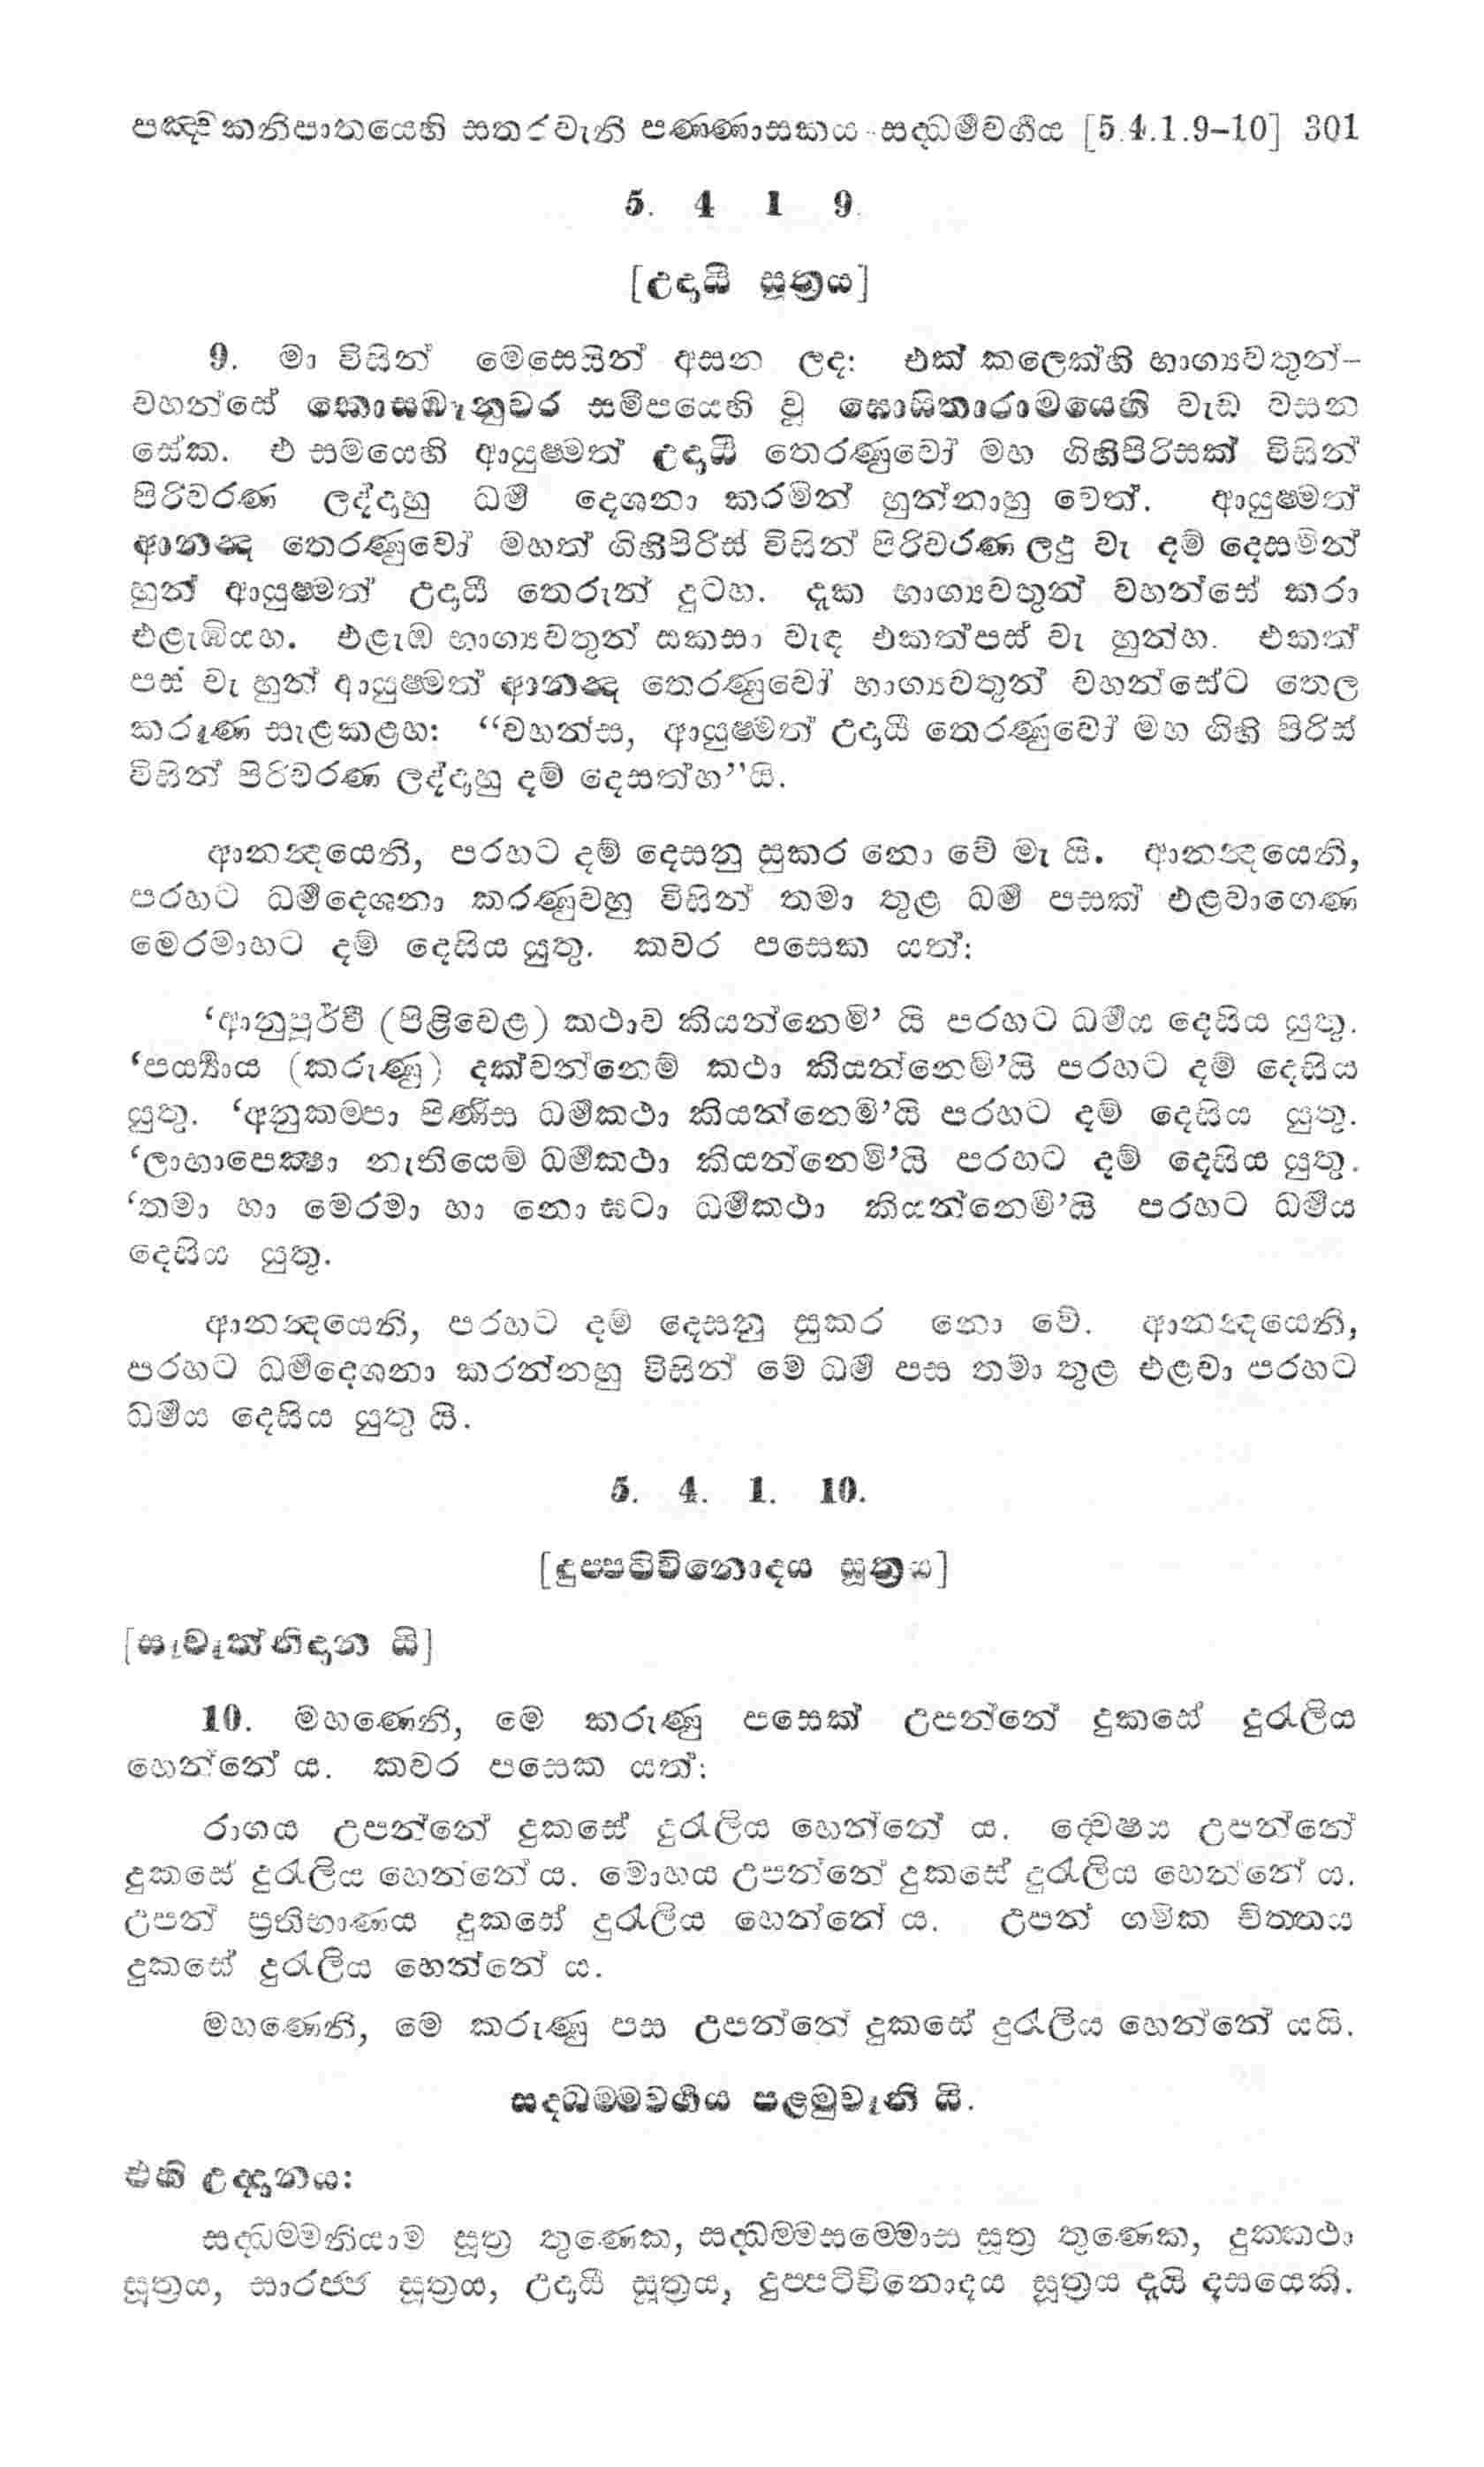 පඤ්චකනිපාතයෙහි සතරවැනි පණ්ණාසකය - සද්ධර්මවර්ගය [5.4.1.9–10] 301
5. 4 1 9.
[උදායී සූත්‍රය]
9. මා විසින් මෙසෙයින් අසන ලද: එක් කලෙක්හි භාග්‍යවතුන්-
වහන්සේ කොසඹෑනුවර සමීපයෙහි වූ ඝොසිතාරාමයෙහි වැඩ වසන
සේක. එ සමයෙහි ආයුෂ්මත් උදායී තෙරණුවෝ මහ ගිහිපිරිසක් විසින්
පිරිවරණ ලද්දාහු ධර්ම දෙශනා කරමින් හුන්නාහු වෙත්. ආයුෂ්මත්
ආනන්ද තෙරණුවෝ මහත් ගිහිපිරිස් විසින් පිරිවරණ ලදු වැ දම් දෙසමින්
හුන් ආයුෂ්මත් උදායී තෙරුන් දුටහ. දැක භාග්‍යවතුන් වහන්සේ කරා
එළැඹියහ. එළැඹ භාග්‍යවතුන් සකසා වැඳ එකත්පස් වැ හුන්හ. එකත්
පස් වැ හුන් ආයුෂ්මත් ආනන්ද තෙරණුවෝ භාග්‍යවතුන් වහන්සේට තෙල
කරුණ සැළකළහ: “වහන්ස, ආයුෂ්මත් උදායී තෙරණුවෝ මහ ගිහි පිරිස්
විසින් පිරිවරණ ලද්දාහු දම් දෙසත්හ”යි.
ආනන්දයෙනි, පරහට දම් දෙසනු සුකර නො වේ මැ යි. ආනන්දයෙනි,
පරහට ධර්මදෙශනා කරණුවහු විසින් තමා තුළ ධර්ම පසක් එළවාගෙණ
මෙරමාහට දම් දෙසිය යුතු. කවර පසෙක යත්:
‘ආනුපූර්වී (පිළිවෙළ) කථාව කියන්නෙමි’ යි පරහට ධර්මය දෙසිය යුතු.
‘පර්‍ය්‍යාය (කරුණු) දක්වන්නෙම් කථා කියන්නෙමි’යි පරහට දම් දෙසිය
යුතු. ‘අනුකම්පා පිණිස ධර්මකථා කියන්නෙමි’යි පරහට දම් දෙසිය යුතු.
‘ලාභාපෙක්‍ෂා නැතියෙම් ධර්මකථා කියන්නෙමි’යි පරහට දම් දෙසිය යුතු.
‘තමා හා මෙරමා හා නො ඝටා ධර්මකථා කියන්නෙමි’යි පරහට ධර්මය
දෙසිය යුතු.
ආනන්දයෙනි, පරහට දම් දෙසනු සුකර නො වේ. ආනන්දයෙනි,
පරහට ධර්මදෙශනා කරන්නහු විසින් මේ ධර්ම පස තමා තුළ එළවා පරහට
ධර්මය දෙසිය යුතු යි.
5. 4. 1. 10.
[දුප්පටිවිනොදය සූත්‍රය]
[සැවැත්නිදාන යි]
10. මහණෙනි, මේ කරුණු පසෙක් උපන්නේ දුකසේ දුරැලිය
හෙන්නේ ය. කවර පසෙක යත්:
රාගය උපන්නේ දුකසේ දුරැලිය හෙන්නේ ය. ද්වෙෂය උපන්නේ
දුකසේ දුරැලිය හෙන්නේ ය. මොහය උපන්නේ දුකසේ දුරැලිය හෙන්නේ ය.
උපන් ප්‍රතිභාණය දුකසේ දුරැලිය හෙන්නේ ය. උපන් ගමික චිත්තය
දුකසේ දුරැලිය හෙන්නේ ය.
මහණෙනි, මේ කරුණු පස උපන්නේ දුකසේ දුරැලිය හෙන්නේ යයි.
සද්ධම්මවර්ගය පළමුවැනි යි.
එහි උද්දානය:
සද්ධම්මනියාම සූත්‍ර තුණෙක, සද්ධම්මසම්මොස සූත්‍ර තුණෙක, දුක්කථා
සූත්‍රය, සාරජ්ජ සූත්‍රය, උදායී සූත්‍රය, දුප්පටිවිනොදය සූත්‍රය දැයි දසයෙකි.